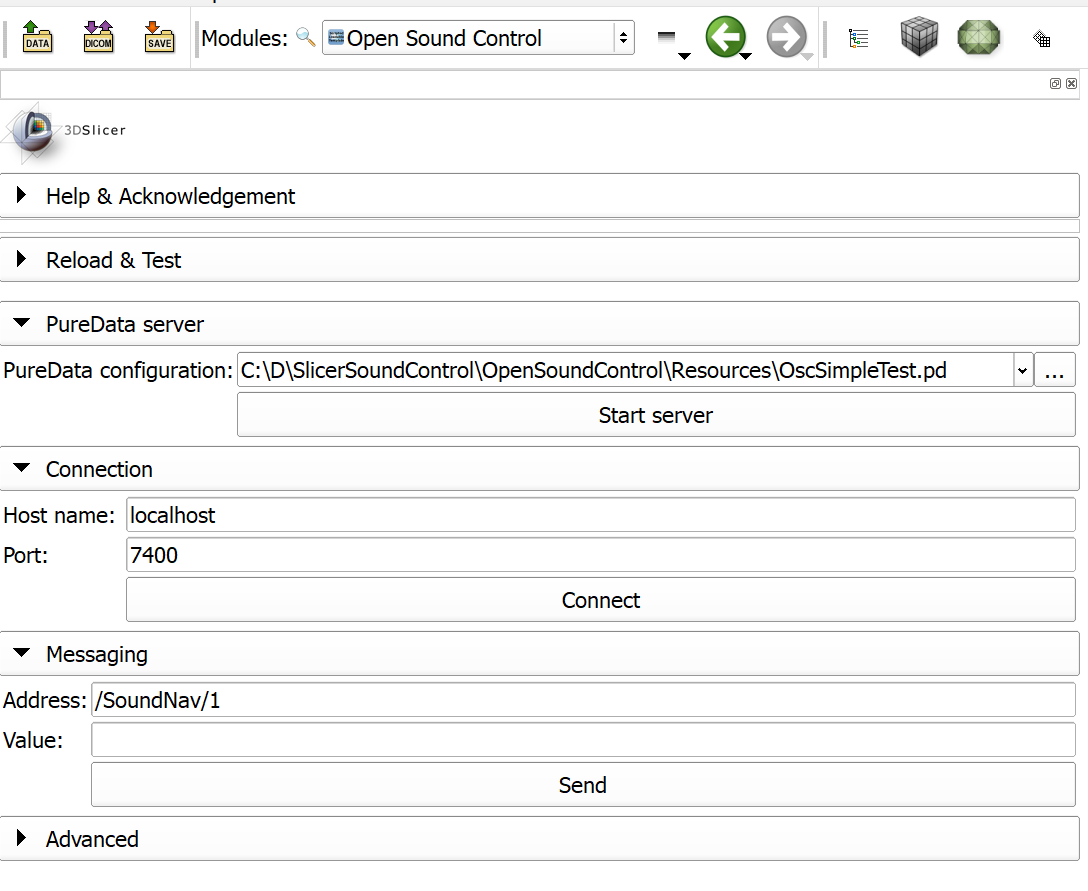 DATA DICOM SAVE Modules: Open Sound Control
3DSlicer
Help & Acknowledgement
Reload & Test
PureData server
PureData configuration: C:\D\SlicerSoundControl\OpenSoundControl\Resources\OscSimpleTest.pd ...
Start server
Connection
Host name: localhost
Port: 7400
Connect
Messaging
Address: /SoundNav/1
Value:
Send
Advanced